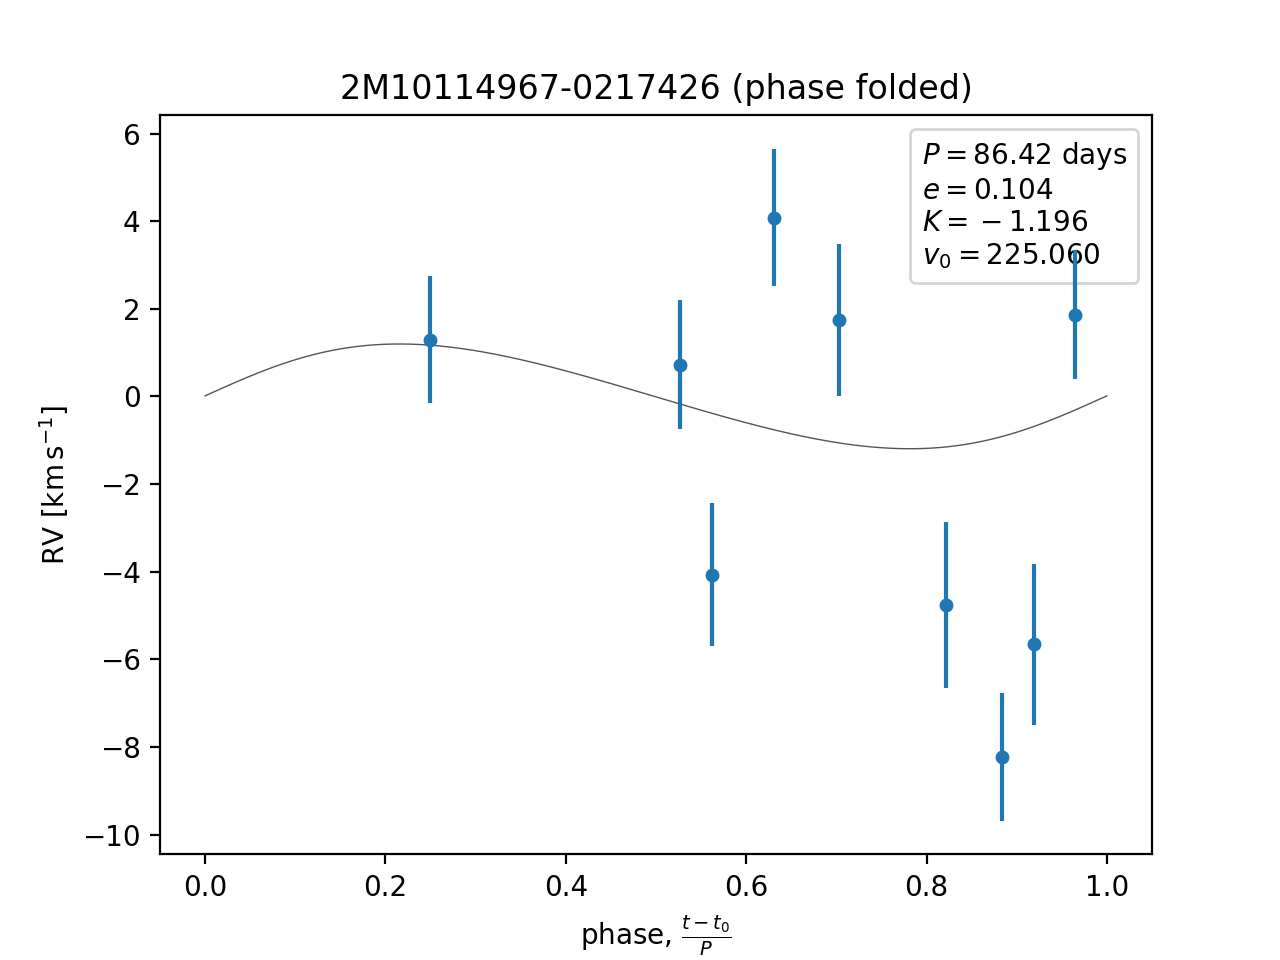 2M10114967-0217426 (phase folded)
P = 86.42 days
e = 0.104
K = −1.196
v₀ = 225.060
6
4
2
0
−2
−4
−6
−8
−10
RV [km s⁻¹]
0.0 0.2 0.4 0.6 0.8 1.0
phase, (t − t₀)/P